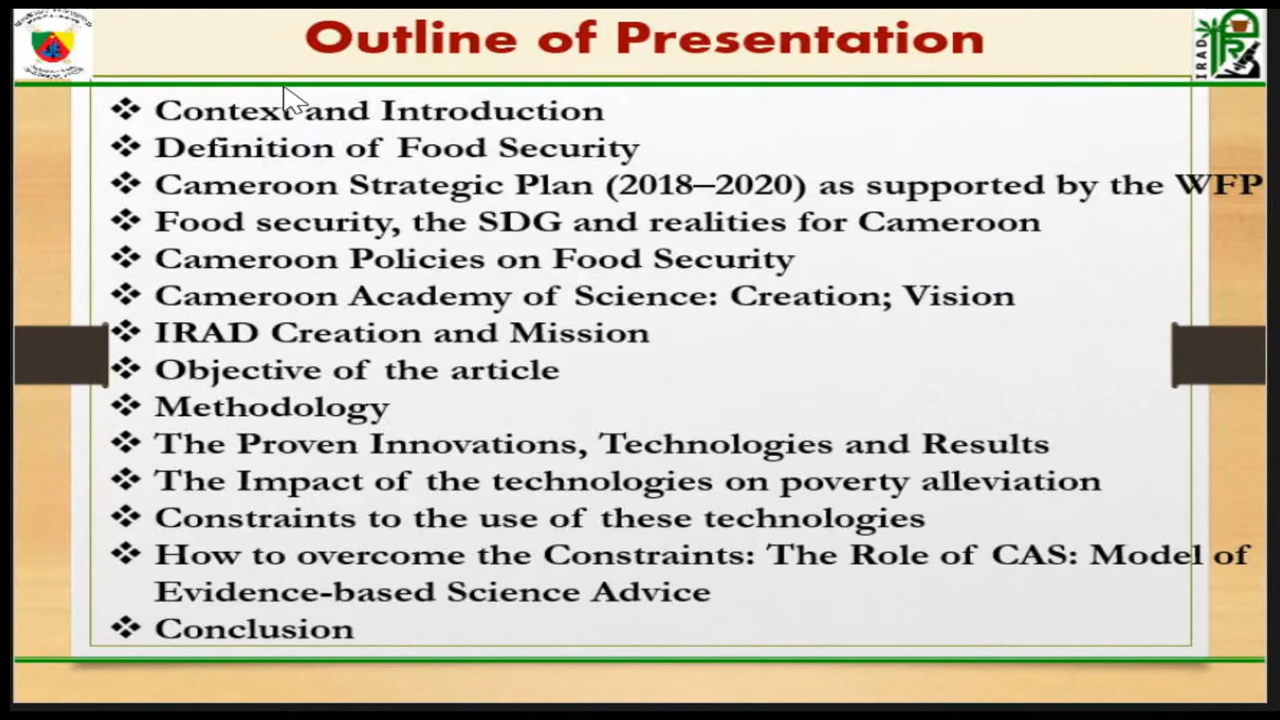 Outline of Presentation
IRAD
❖ Context and Introduction
❖ Definition of Food Security
❖ Cameroon Strategic Plan (2018–2020) as supported by the WFP
❖ Food security, the SDG and realities for Cameroon
❖ Cameroon Policies on Food Security
❖ Cameroon Academy of Science: Creation; Vision
❖ IRAD Creation and Mission
❖ Objective of the article
❖ Methodology
❖ The Proven Innovations, Technologies and Results
❖ The Impact of the technologies on poverty alleviation
❖ Constraints to the use of these technologies
❖ How to overcome the Constraints: The Role of CAS: Model of
Evidence-based Science Advice
❖ Conclusion